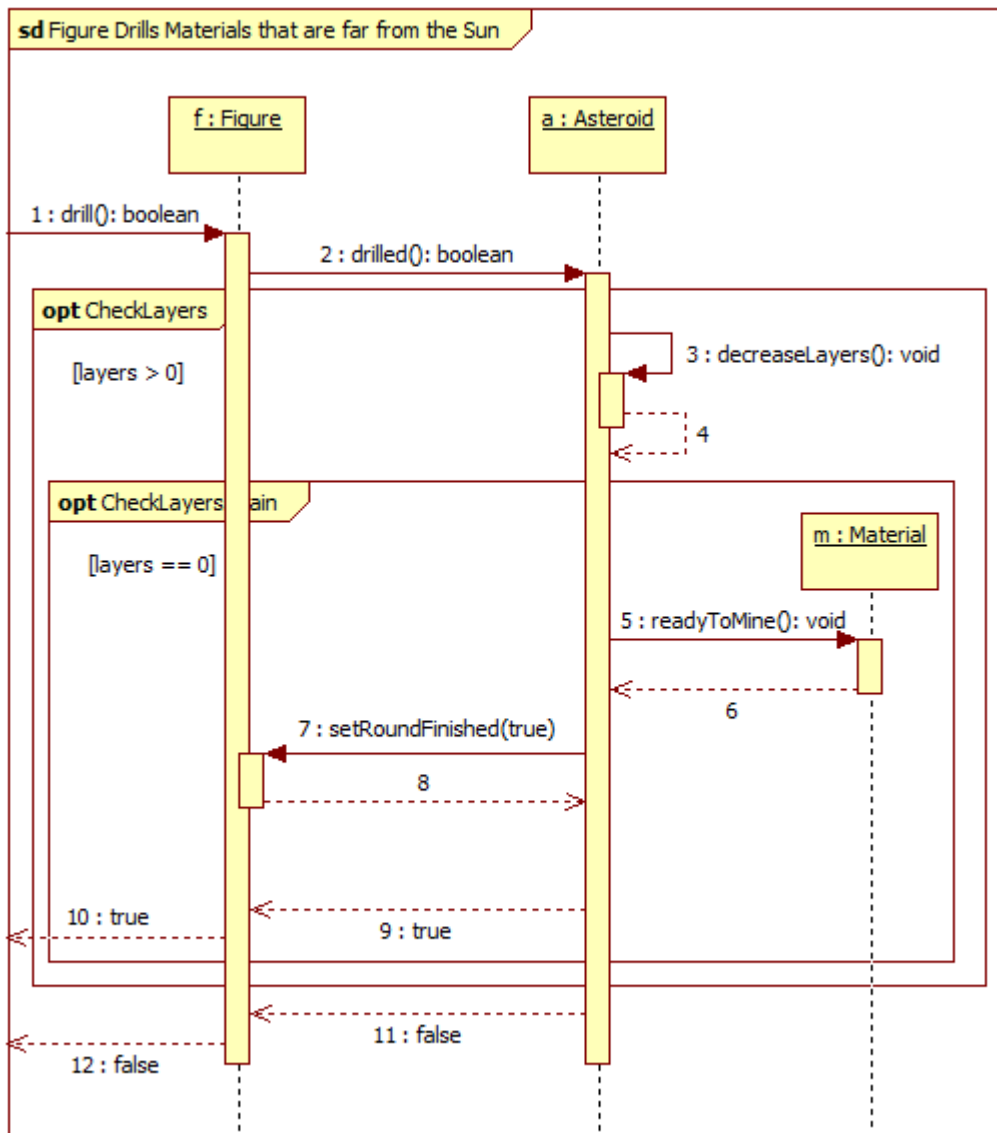 sd Figure Drills Materials that are far from the Sun
f : Figure
a : Asteroid
1 : drill(): boolean
2 : drilled(): boolean
opt CheckLayers
[layers > 0]
3 : decreaseLayers(): void
4
opt CheckLayers ain
[layers == 0]
m : Material
5 : readyToMine(): void
6
7 : setRoundFinished(true)
8
9 : true
10 : true
11 : false
12 : false